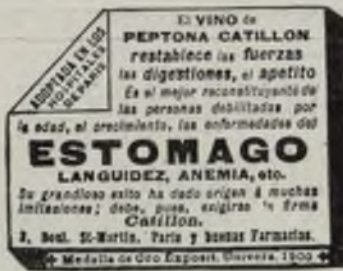 ADOPTADA EN LOS
HOSPITALES
DE PARIS
El VINO de
PEPTONA CATILLON
restablece las fuerzas
las digestiones, el apetito
Es el mejor reconstituyente de
las personas debilitadas por
la edad, el crecimiento, las enfermedades del
ESTOMAGO
LANGUIDEZ, ANEMIA, etc.
Su grandioso exito ha dado origen á muchas
imitaciones; debe, pues, exigirse la firma
Catillon.
3, Boul. St-Martin, Paris y buenas Farmacias.
Medalla de Oro Exposit. Univers. 1900